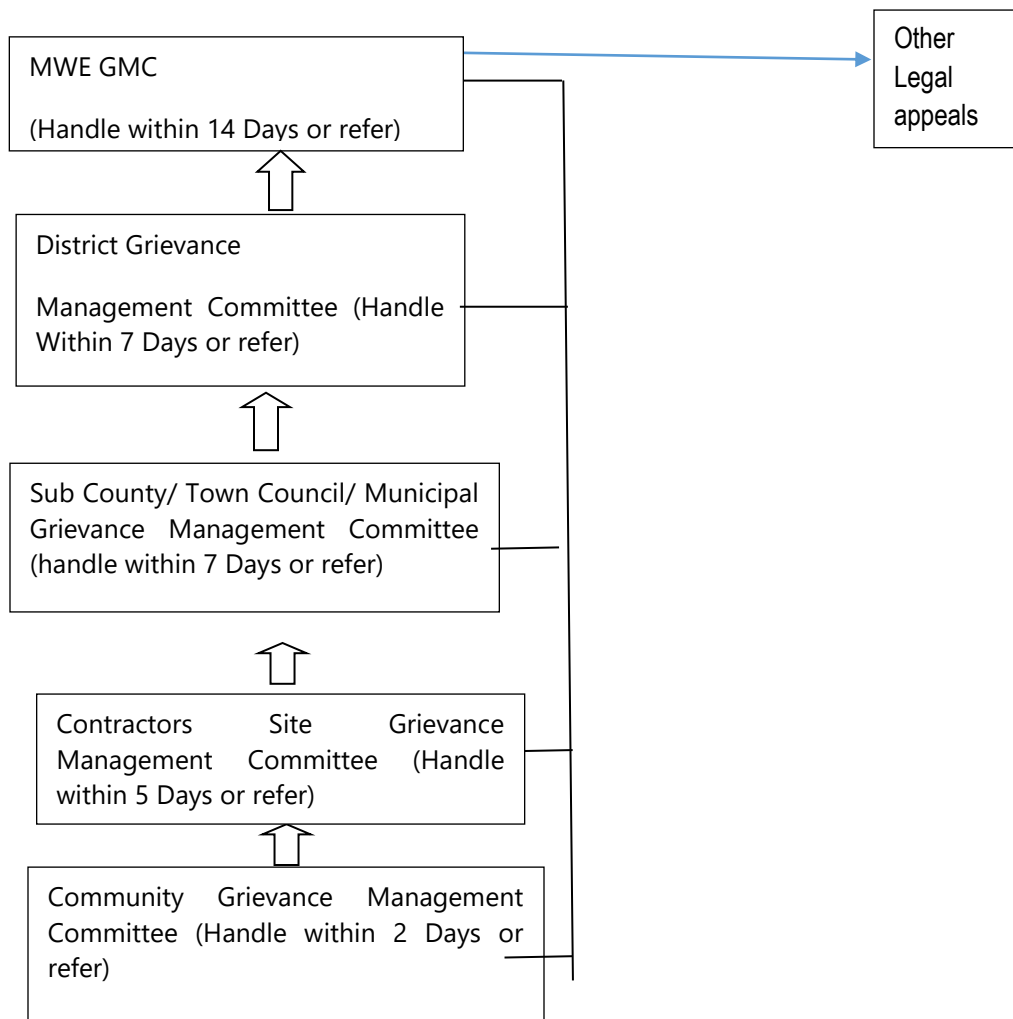 MWE GMC
(Handle within 14 Days or refer)
Other
Legal
appeals
District Grievance
Management Committee (Handle
Within 7 Days or refer)
Sub County/ Town Council/ Municipal
Grievance Management Committee
(handle within 7 Days or refer)
Contractors Site Grievance
Management Committee (Handle
within 5 Days or refer)
Community Grievance Management
Committee (Handle within 2 Days or
refer)